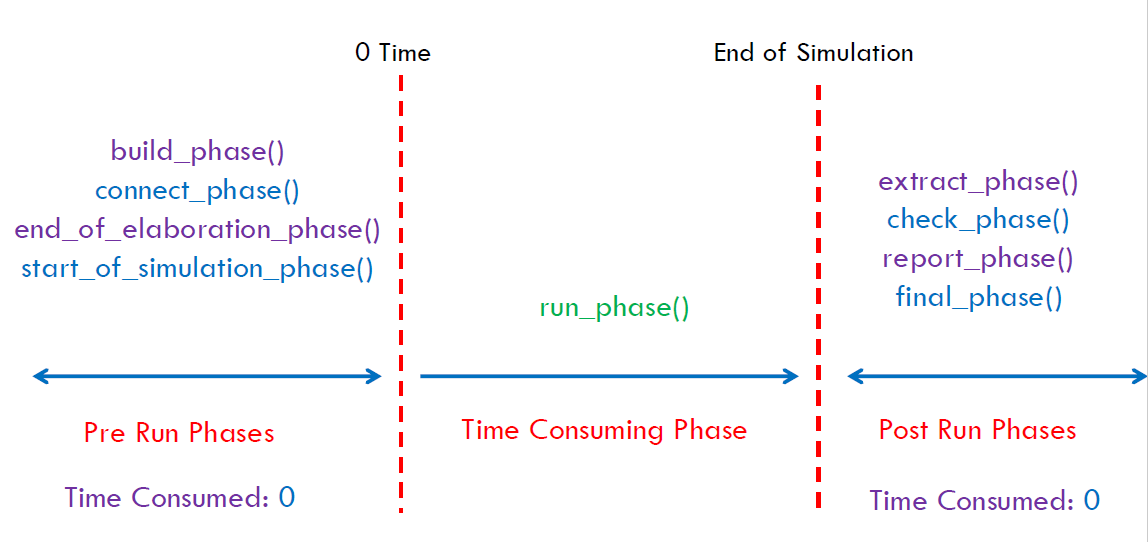 0 Time
End of Simulation
build_phase()
connect_phase()
end_of_elaboration_phase()
start_of_simulation_phase()
run_phase()
extract_phase()
check_phase()
report_phase()
final_phase()
Pre Run Phases
Time Consuming Phase
Post Run Phases
Time Consumed: 0
Time Consumed: 0